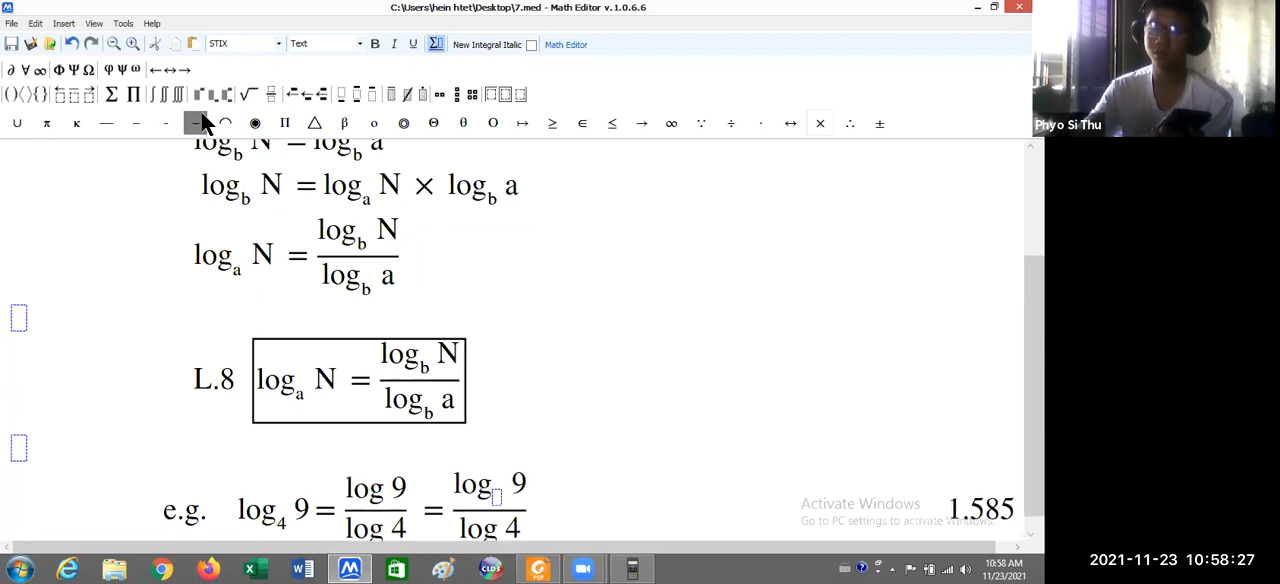 C:\Users\hein htet\Desktop\7.med - Math Editor v.1.0.6.6
File Edit Insert View Tools Help
STIX Text B I U Σ New Integral Italic Math Editor
∂ ∀ ∞ Φ Ψ Ω φ ψ ω ←↔→
() ⟨⟩ {} Σ Π ∫ ∬ ∭ √
∪ π κ — – - − ⌒ ◉ Π △ β ο ⊚ Θ θ Ο ↦ ≥ ∈ ≤ → ∞ ∵ ÷ · ↔ × ∴ ±
Phyo Si Thu
log_b N = log_b a
log_b N = log_a N × log_b a
log_a N = log_b N / log_b a
L.8 log_a N = log_b N / log_b a
e.g. log_4 9 = log 9 / log 4 = log 9 / log 4 1.585
Activate Windows
Go to PC settings to activate Windows.
10:58 AM
11/23/2021
2021-11-23 10:58:27